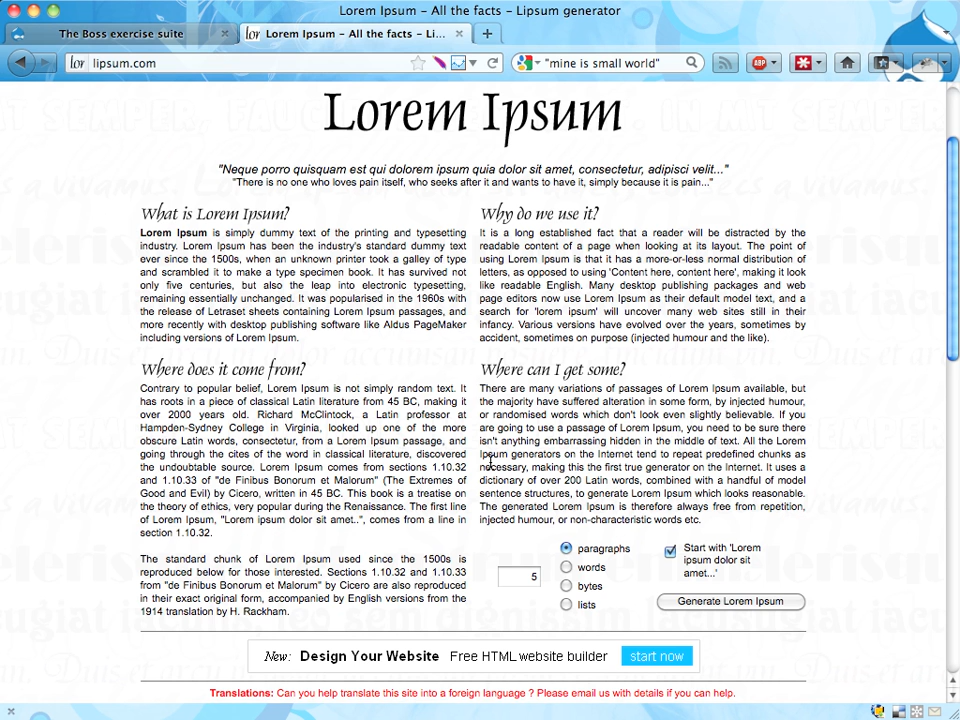 Lorem Ipsum – All the facts – Lipsum generator
The Boss exercise suite
lor Lorem Ipsum – All the facts – Li...
lor lipsum.com
"mine is small world"
ABP
Lorem Ipsum
"Neque porro quisquam est qui dolorem ipsum quia dolor sit amet, consectetur, adipisci velit..."
"There is no one who loves pain itself, who seeks after it and wants to have it, simply because it is pain..."
What is Lorem Ipsum?
Lorem Ipsum is simply dummy text of the printing and typesetting
industry. Lorem Ipsum has been the industry's standard dummy text
ever since the 1500s, when an unknown printer took a galley of type
and scrambled it to make a type specimen book. It has survived not
only five centuries, but also the leap into electronic typesetting,
remaining essentially unchanged. It was popularised in the 1960s with
the release of Letraset sheets containing Lorem Ipsum passages, and
more recently with desktop publishing software like Aldus PageMaker
including versions of Lorem Ipsum.
Why do we use it?
It is a long established fact that a reader will be distracted by the
readable content of a page when looking at its layout. The point of
using Lorem Ipsum is that it has a more-or-less normal distribution of
letters, as opposed to using 'Content here, content here', making it look
like readable English. Many desktop publishing packages and web
page editors now use Lorem Ipsum as their default model text, and a
search for 'lorem ipsum' will uncover many web sites still in their
infancy. Various versions have evolved over the years, sometimes by
accident, sometimes on purpose (injected humour and the like).
Where does it come from?
Contrary to popular belief, Lorem Ipsum is not simply random text. It
has roots in a piece of classical Latin literature from 45 BC, making it
over 2000 years old. Richard McClintock, a Latin professor at
Hampden-Sydney College in Virginia, looked up one of the more
obscure Latin words, consectetur, from a Lorem Ipsum passage, and
going through the cites of the word in classical literature, discovered
the undoubtable source. Lorem Ipsum comes from sections 1.10.32
and 1.10.33 of "de Finibus Bonorum et Malorum" (The Extremes of
Good and Evil) by Cicero, written in 45 BC. This book is a treatise on
the theory of ethics, very popular during the Renaissance. The first line
of Lorem Ipsum, "Lorem ipsum dolor sit amet..", comes from a line in
section 1.10.32.
The standard chunk of Lorem Ipsum used since the 1500s is
reproduced below for those interested. Sections 1.10.32 and 1.10.33
from "de Finibus Bonorum et Malorum" by Cicero are also reproduced
in their exact original form, accompanied by English versions from the
1914 translation by H. Rackham.
Where can I get some?
There are many variations of passages of Lorem Ipsum available, but
the majority have suffered alteration in some form, by injected humour,
or randomised words which don't look even slightly believable. If you
are going to use a passage of Lorem Ipsum, you need to be sure there
isn't anything embarrassing hidden in the middle of text. All the Lorem
Ipsum generators on the Internet tend to repeat predefined chunks as
necessary, making this the first true generator on the Internet. It uses a
dictionary of over 200 Latin words, combined with a handful of model
sentence structures, to generate Lorem Ipsum which looks reasonable.
The generated Lorem Ipsum is therefore always free from repetition,
injected humour, or non-characteristic words etc.
5
paragraphs
words
bytes
lists
Start with 'Lorem
ipsum dolor sit
amet...'
Generate Lorem Ipsum
New: Design Your Website Free HTML website builder start now
Translations: Can you help translate this site into a foreign language ? Please email us with details if you can help.